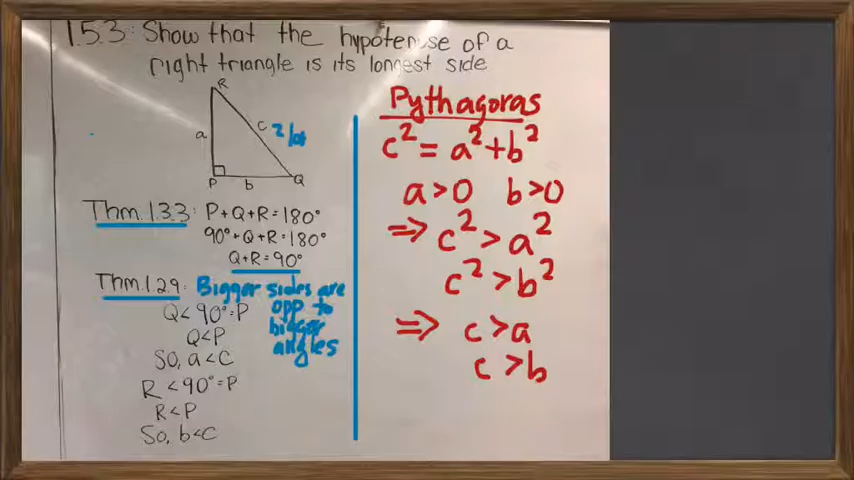 1.5.3: Show that the hypotenuse of a
right triangle is its longest side
R
a
c
P
b
Q
Thm. 1.3.3: P+Q+R=180°
90°+Q+R=180°
Q+R=90°
Thm. 1.2.9: Bigger sides are
opp to
bigger
angles
Q<90°=P
Q<P
So, a<c
R<90°=P
R<P
So, b<c
Pythagoras
c²=a²+b²
a>0 b>0
⇒ c²>a²
c²>b²
⇒ c>a
c>b